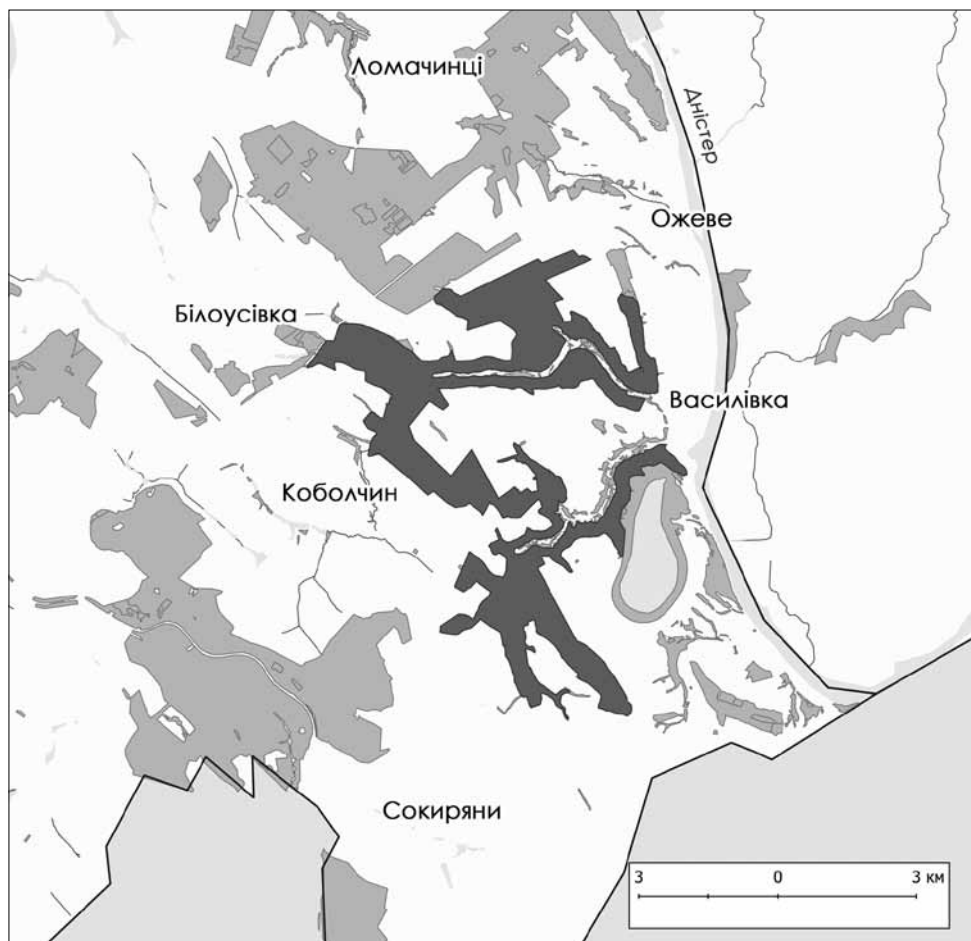 Ломачинці
Дністер
Ожеве
Білоусівка
Василівка
Коболчин
Сокиряни
3 0 3 км